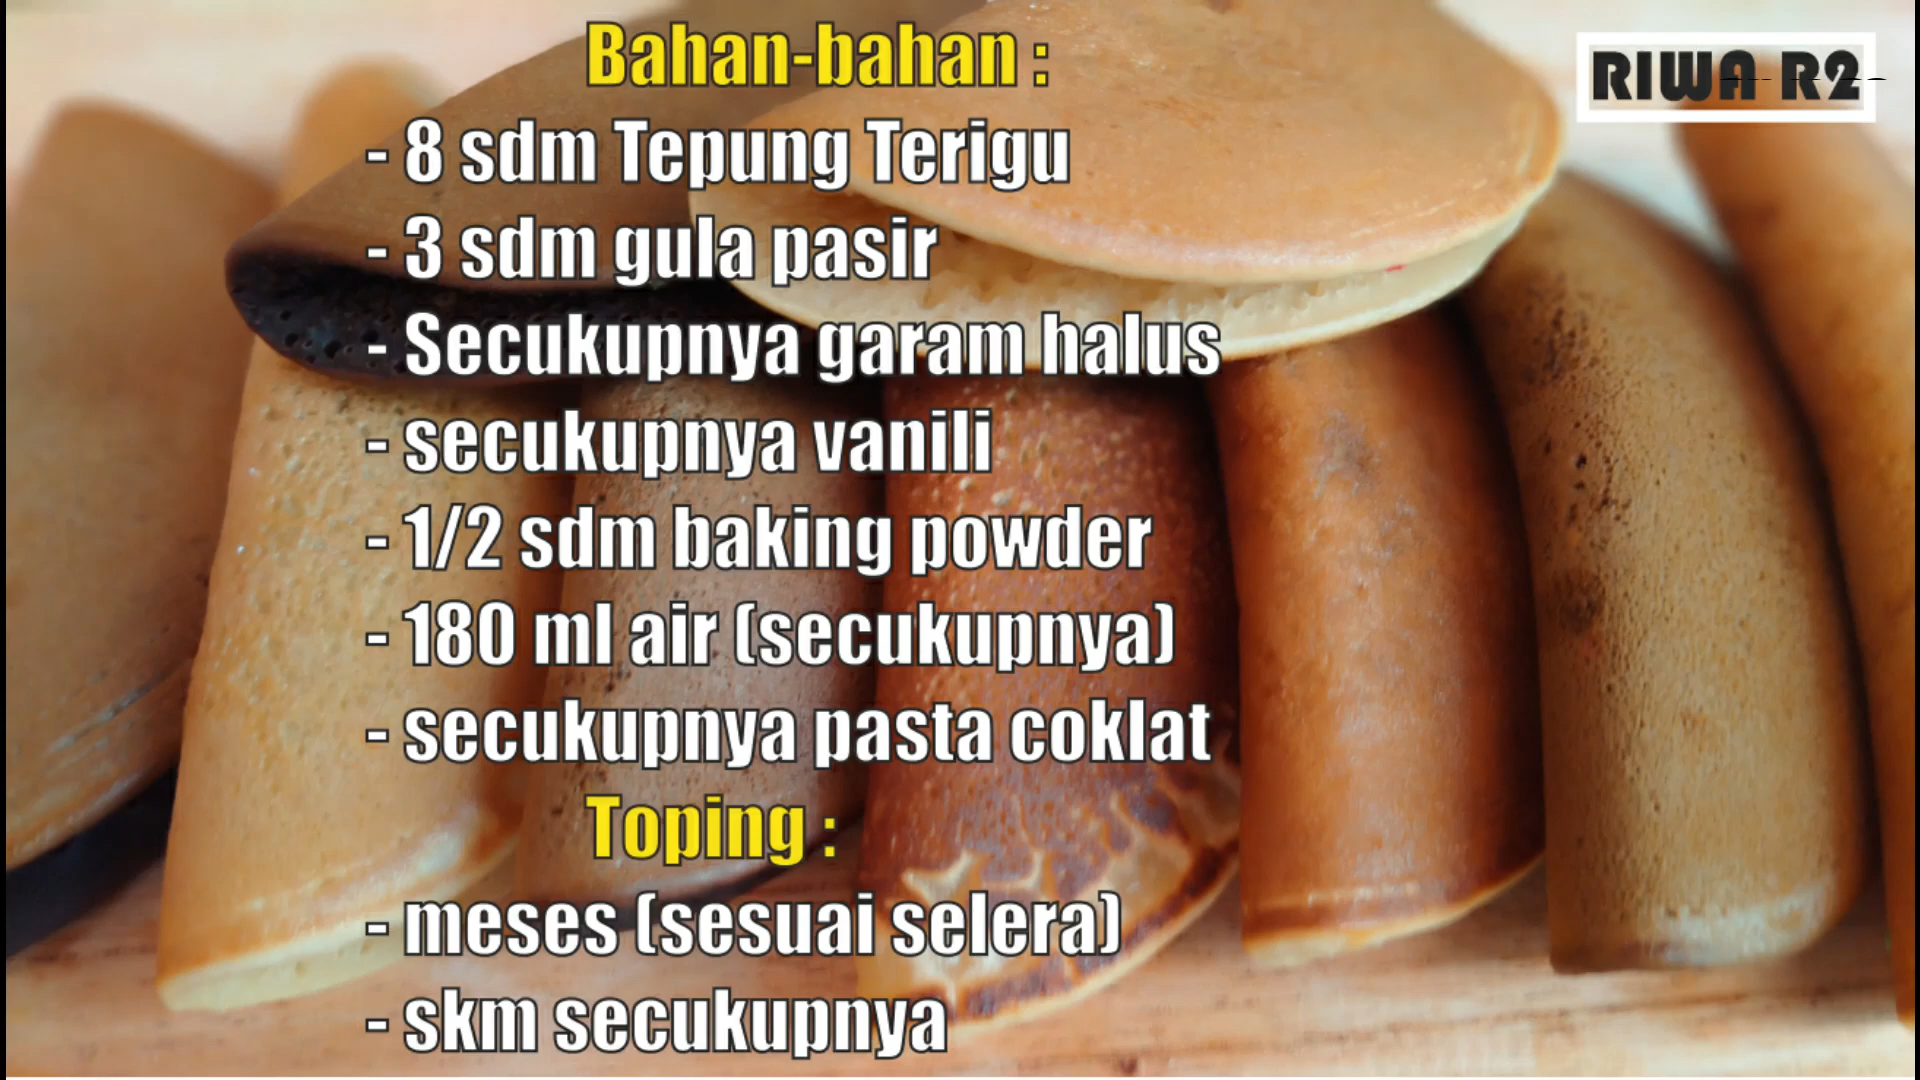 Bahan-bahan :
RIWA R2
- 8 sdm Tepung Terigu
- 3 sdm gula pasir
- Secukupnya garam halus
- secukupnya vanili
- 1/2 sdm baking powder
- 180 ml air (secukupnya)
- secukupnya pasta coklat
Toping :
- meses (sesuai selera)
- skm secukupnya